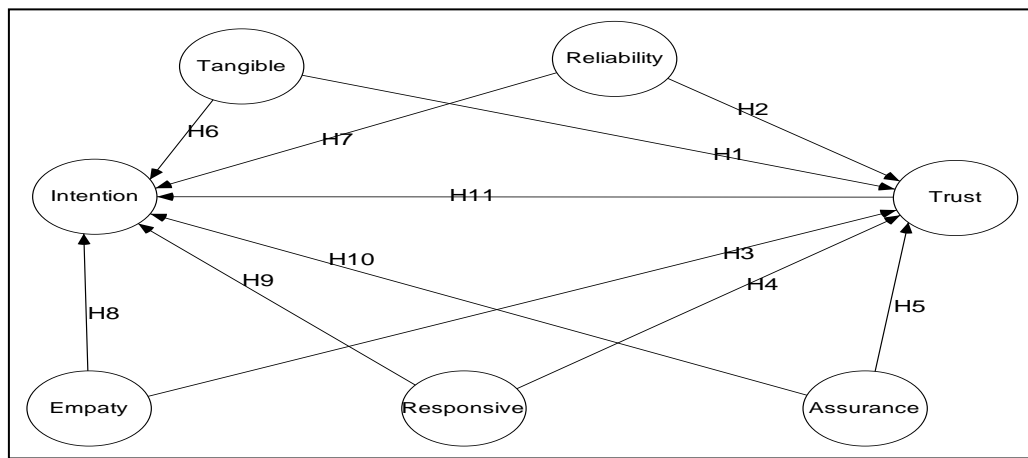 Tangible
Reliability
H6
H7
H1
H2
Intention
H11
Trust
H8
H9
H10
H3
H4
H5
Empaty
Responsive
Assurance